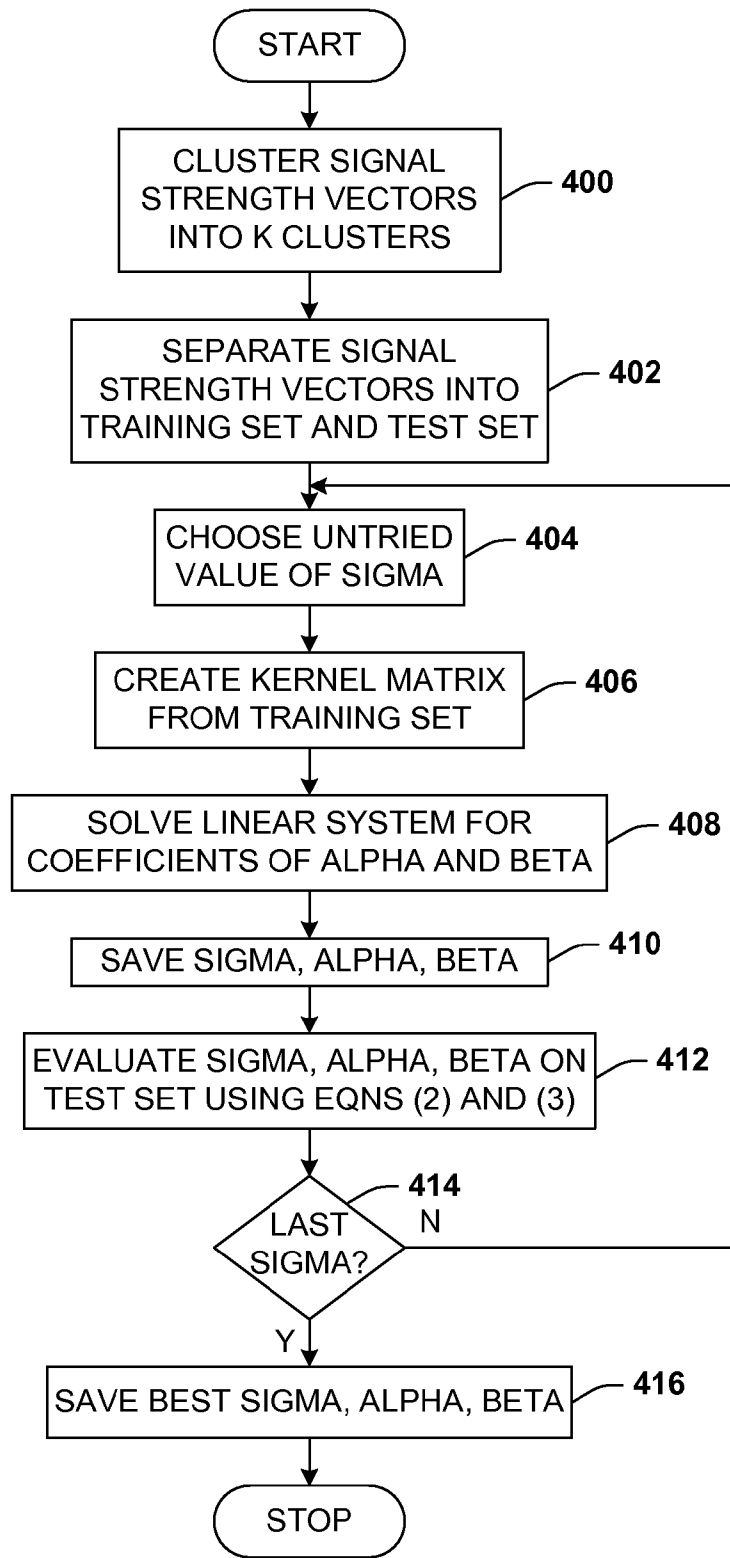 START
CLUSTER SIGNAL
STRENGTH VECTORS
INTO K CLUSTERS
400
SEPARATE SIGNAL
STRENGTH VECTORS INTO
TRAINING SET AND TEST SET
402
CHOOSE UNTRIED
VALUE OF SIGMA
404
CREATE KERNEL MATRIX
FROM TRAINING SET
406
SOLVE LINEAR SYSTEM FOR
COEFFICIENTS OF ALPHA AND BETA
408
SAVE SIGMA, ALPHA, BETA
410
EVALUATE SIGMA, ALPHA, BETA ON
TEST SET USING EQNS (2) AND (3)
412
LAST
SIGMA?
414
N
Y
SAVE BEST SIGMA, ALPHA, BETA
416
STOP